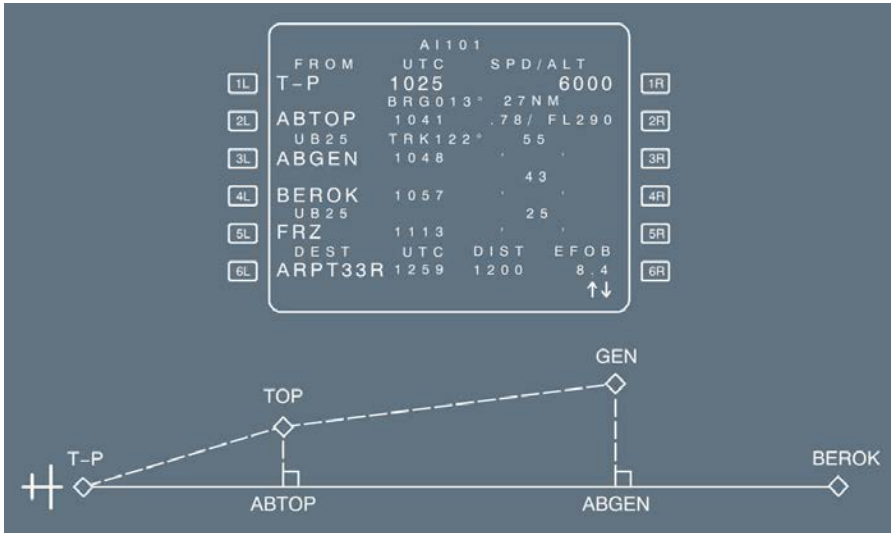 AI101
FROM UTC SPD/ALT
1L T-P 1025 6000 1R
BRG013° 27NM
2L ABTOP 1041 .78/ FL290 2R
UB25 TRK122° 55
3L ABGEN 1048 ' ' 3R
43
4L BEROK 1057 ' ' 4R
UB25 25
5L FRZ 1113 ' ' 5R
DEST UTC DIST EFOB
6L ARPT33R 1259 1200 8.4 6R
↑↓
GEN
TOP
T-P
BEROK
ABTOP ABGEN